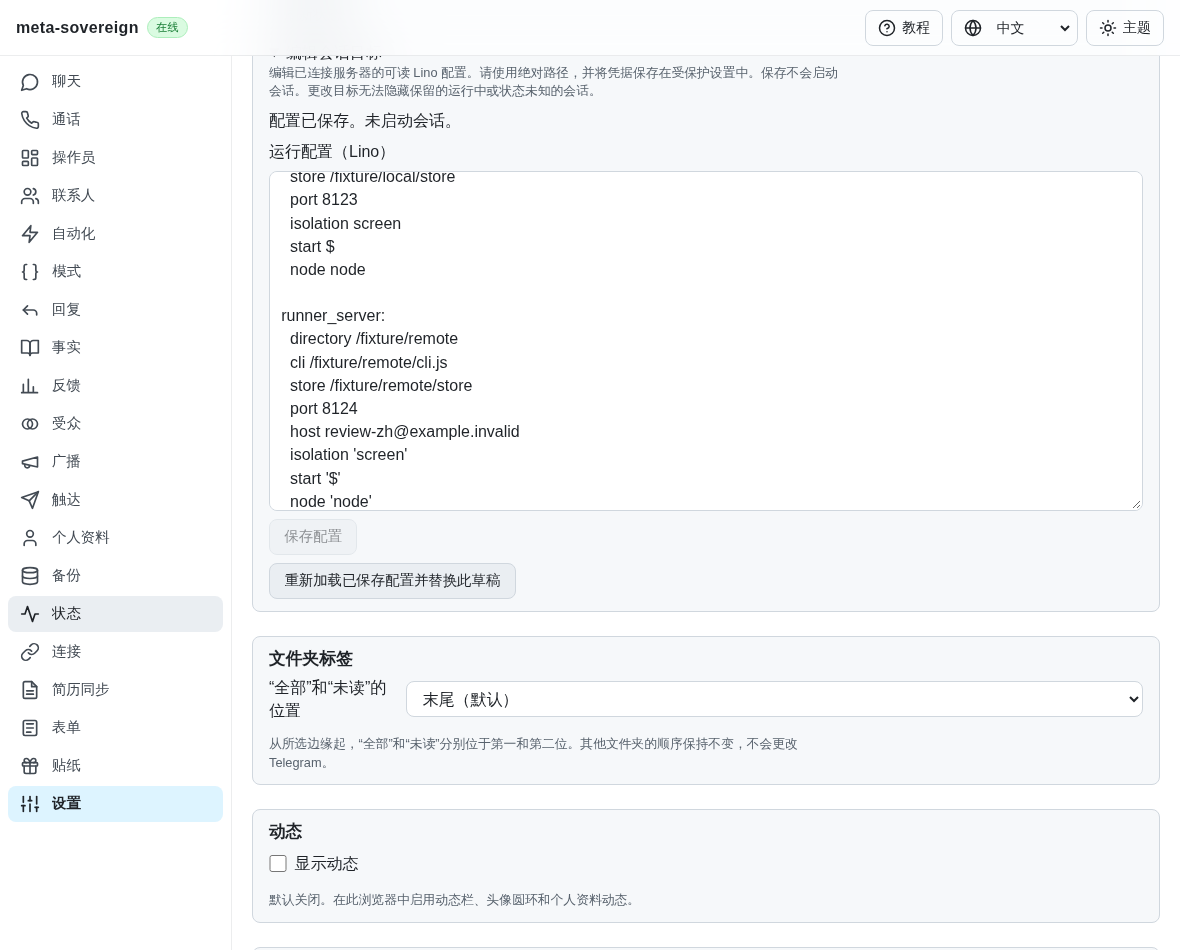 meta-sovereign
在线
教程
中文
主题
聊天
通话
操作员
联系人
自动化
模式
回复
事实
反馈
受众
广播
触达
个人资料
备份
状态
连接
简历同步
表单
贴纸
设置
编辑已连接服务器的可读 Lino 配置。请使用绝对路径，并将凭据保存在受保护设置中。保存不会启动
会话。更改目标无法隐藏保留的运行中或状态未知的会话。
配置已保存。未启动会话。
运行配置（Lino）
store /fixture/local/store
port 8123
isolation screen
start $
node node
runner_server:
directory /fixture/remote
cli /fixture/remote/cli.js
store /fixture/remote/store
port 8124
host review-zh@example.invalid
isolation 'screen'
start '$'
node 'node'
保存配置
重新加载已保存配置并替换此草稿
文件夹标签
“全部”和“未读”的
位置
末尾（默认）
从所选边缘起，“全部”和“未读”分别位于第一和第二位。其他文件夹的顺序保持不变，不会更改
Telegram。
动态
显示动态
默认关闭。在此浏览器中启用动态栏、头像圆环和个人资料动态。